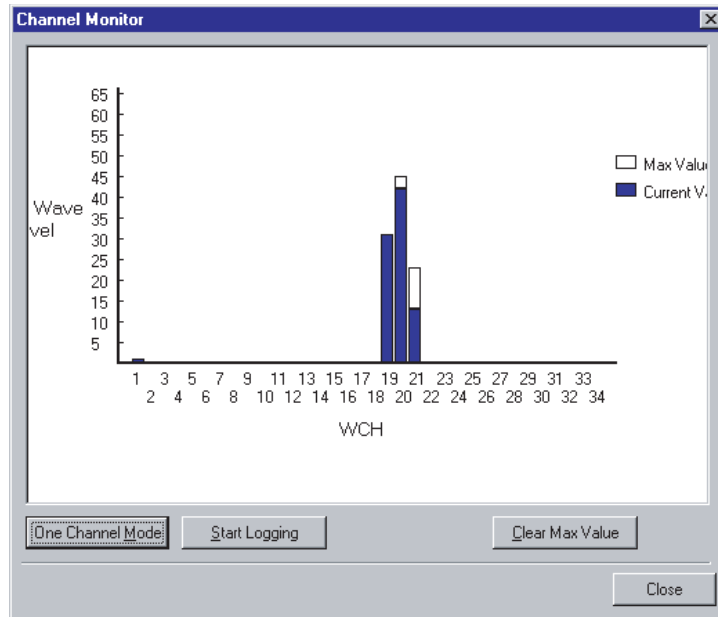 Channel Monitor
65
60
55
50
45
40
35
30
25
20
15
10
5
Wave
vel
Max Valu
Current V
1 3 5 7 9 11 13 15 17 19 21 23 25 27 29 31 33
2 4 6 8 10 12 14 16 18 20 22 24 26 28 30 32 34
WCH
One Channel Mode
Start Logging
Clear Max Value
Close